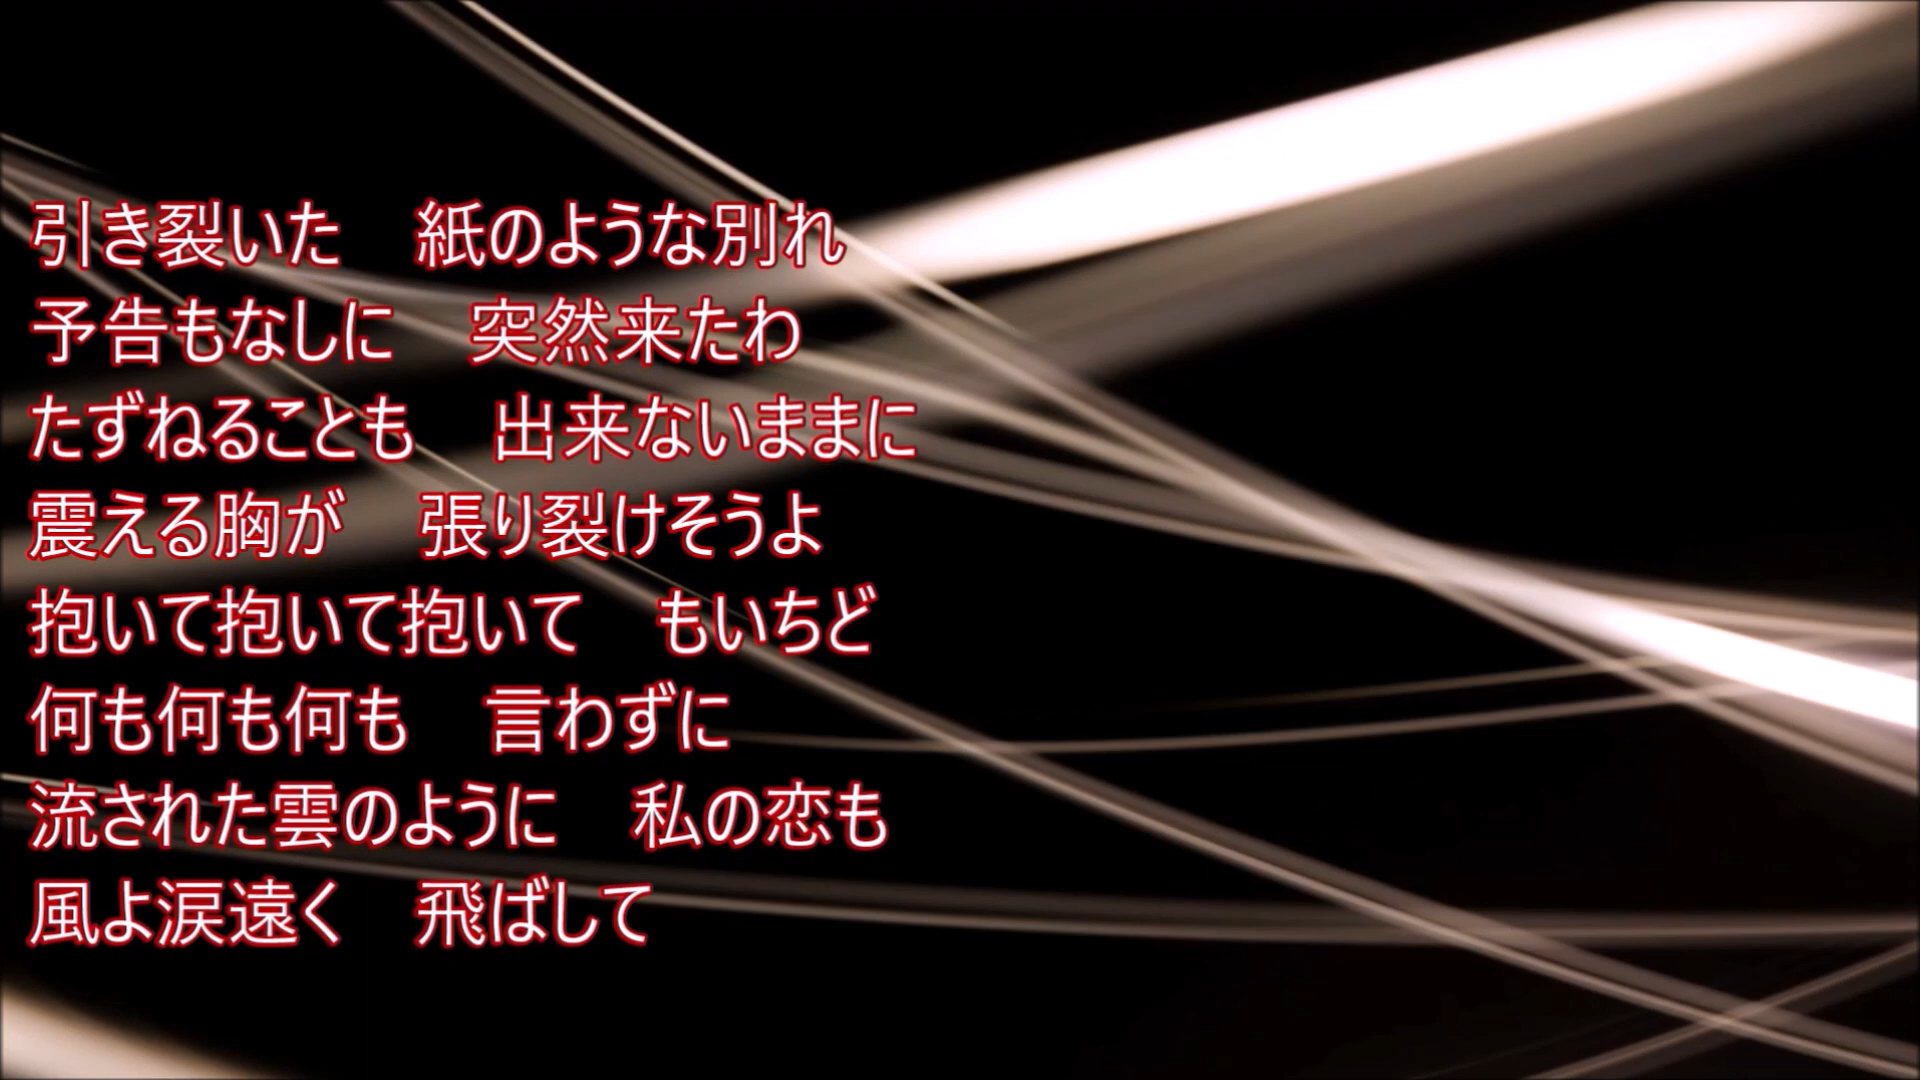 引き裂いた　紙のような別れ
予告もなしに　突然来たわ
たずねることも　出来ないままに
震える胸が　張り裂けそうよ
抱いて抱いて抱いて　もいちど
何も何も何も　言わずに
流された雲のように　私の恋も
風よ涙遠く　飛ばして